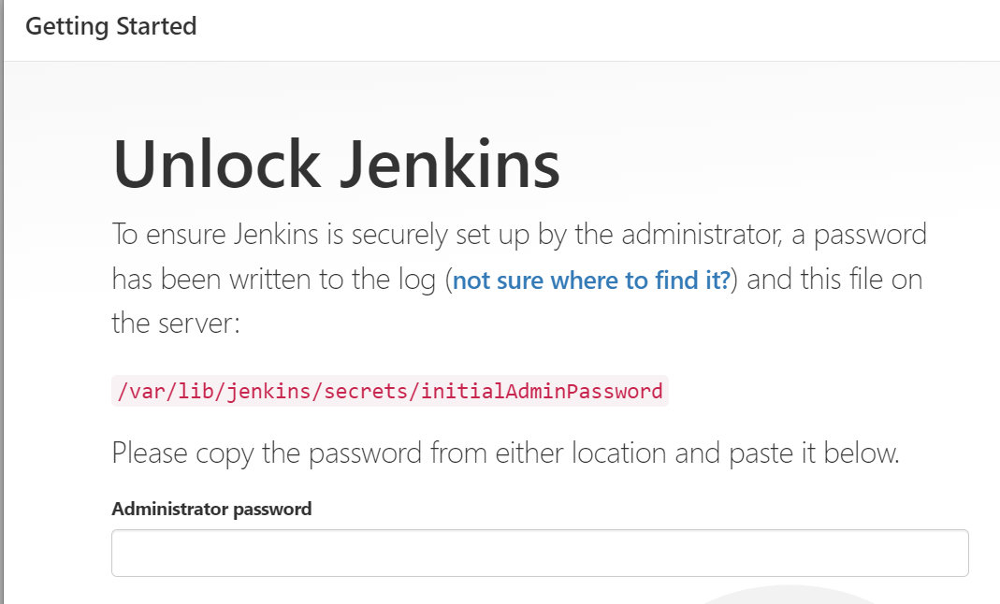 Getting Started
Unlock Jenkins
To ensure Jenkins is securely set up by the administrator, a password
has been written to the log (not sure where to find it?) and this file on
the server:
/var/lib/jenkins/secrets/initialAdminPassword
Please copy the password from either location and paste it below.
Administrator password